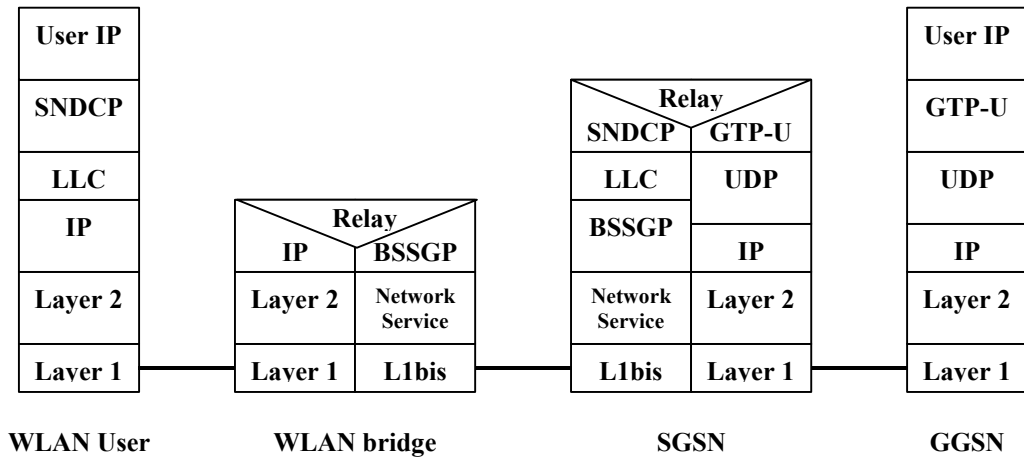 User IP
User IP
SNDCP
Relay
GTP-U
SNDCP
GTP-U
LLC
LLC
UDP
UDP
IP
Relay
BSSGP
IP
BSSGP
IP
IP
Layer 2
Layer 2
Network
Service
Network
Service
Layer 2
Layer 2
Layer 1
Layer 1
L1bis
L1bis
Layer 1
Layer 1
WLAN User
WLAN bridge
SGSN
GGSN